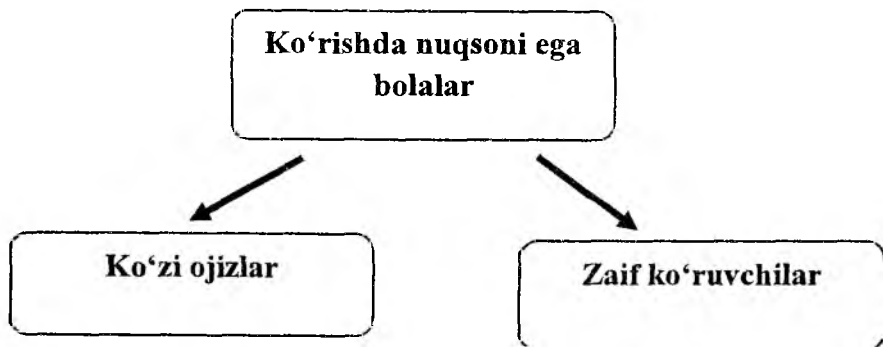 Ko‘rishda nuqsoni ega
bolalar
Ko‘zi ojizlar
Zaif ko‘ruvchilar